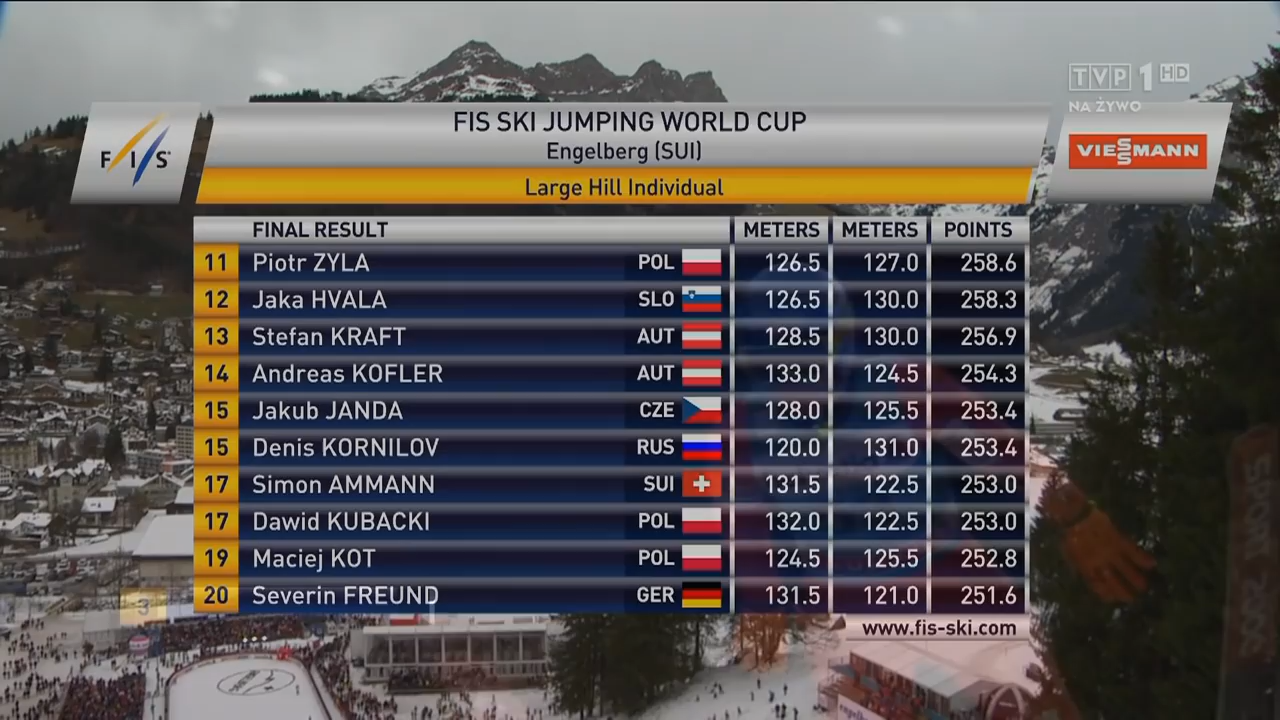 TVP 1 HD
NA ŻYWO
FIS
FIS SKI JUMPING WORLD CUP
Engelberg (SUI)
VIESSMANN
Large Hill Individual
FINAL RESULT METERS METERS POINTS
11 Piotr ZYLA POL 126.5 127.0 258.6
12 Jaka HVALA SLO 126.5 130.0 258.3
13 Stefan KRAFT AUT 128.5 130.0 256.9
14 Andreas KOFLER AUT 133.0 124.5 254.3
15 Jakub JANDA CZE 128.0 125.5 253.4
15 Denis KORNILOV RUS 120.0 131.0 253.4
17 Simon AMMANN SUI 131.5 122.5 253.0
17 Dawid KUBACKI POL 132.0 122.5 253.0
19 Maciej KOT POL 124.5 125.5 252.8
20 Severin FREUND GER 131.5 121.0 251.6
3
www.fis-ski.com